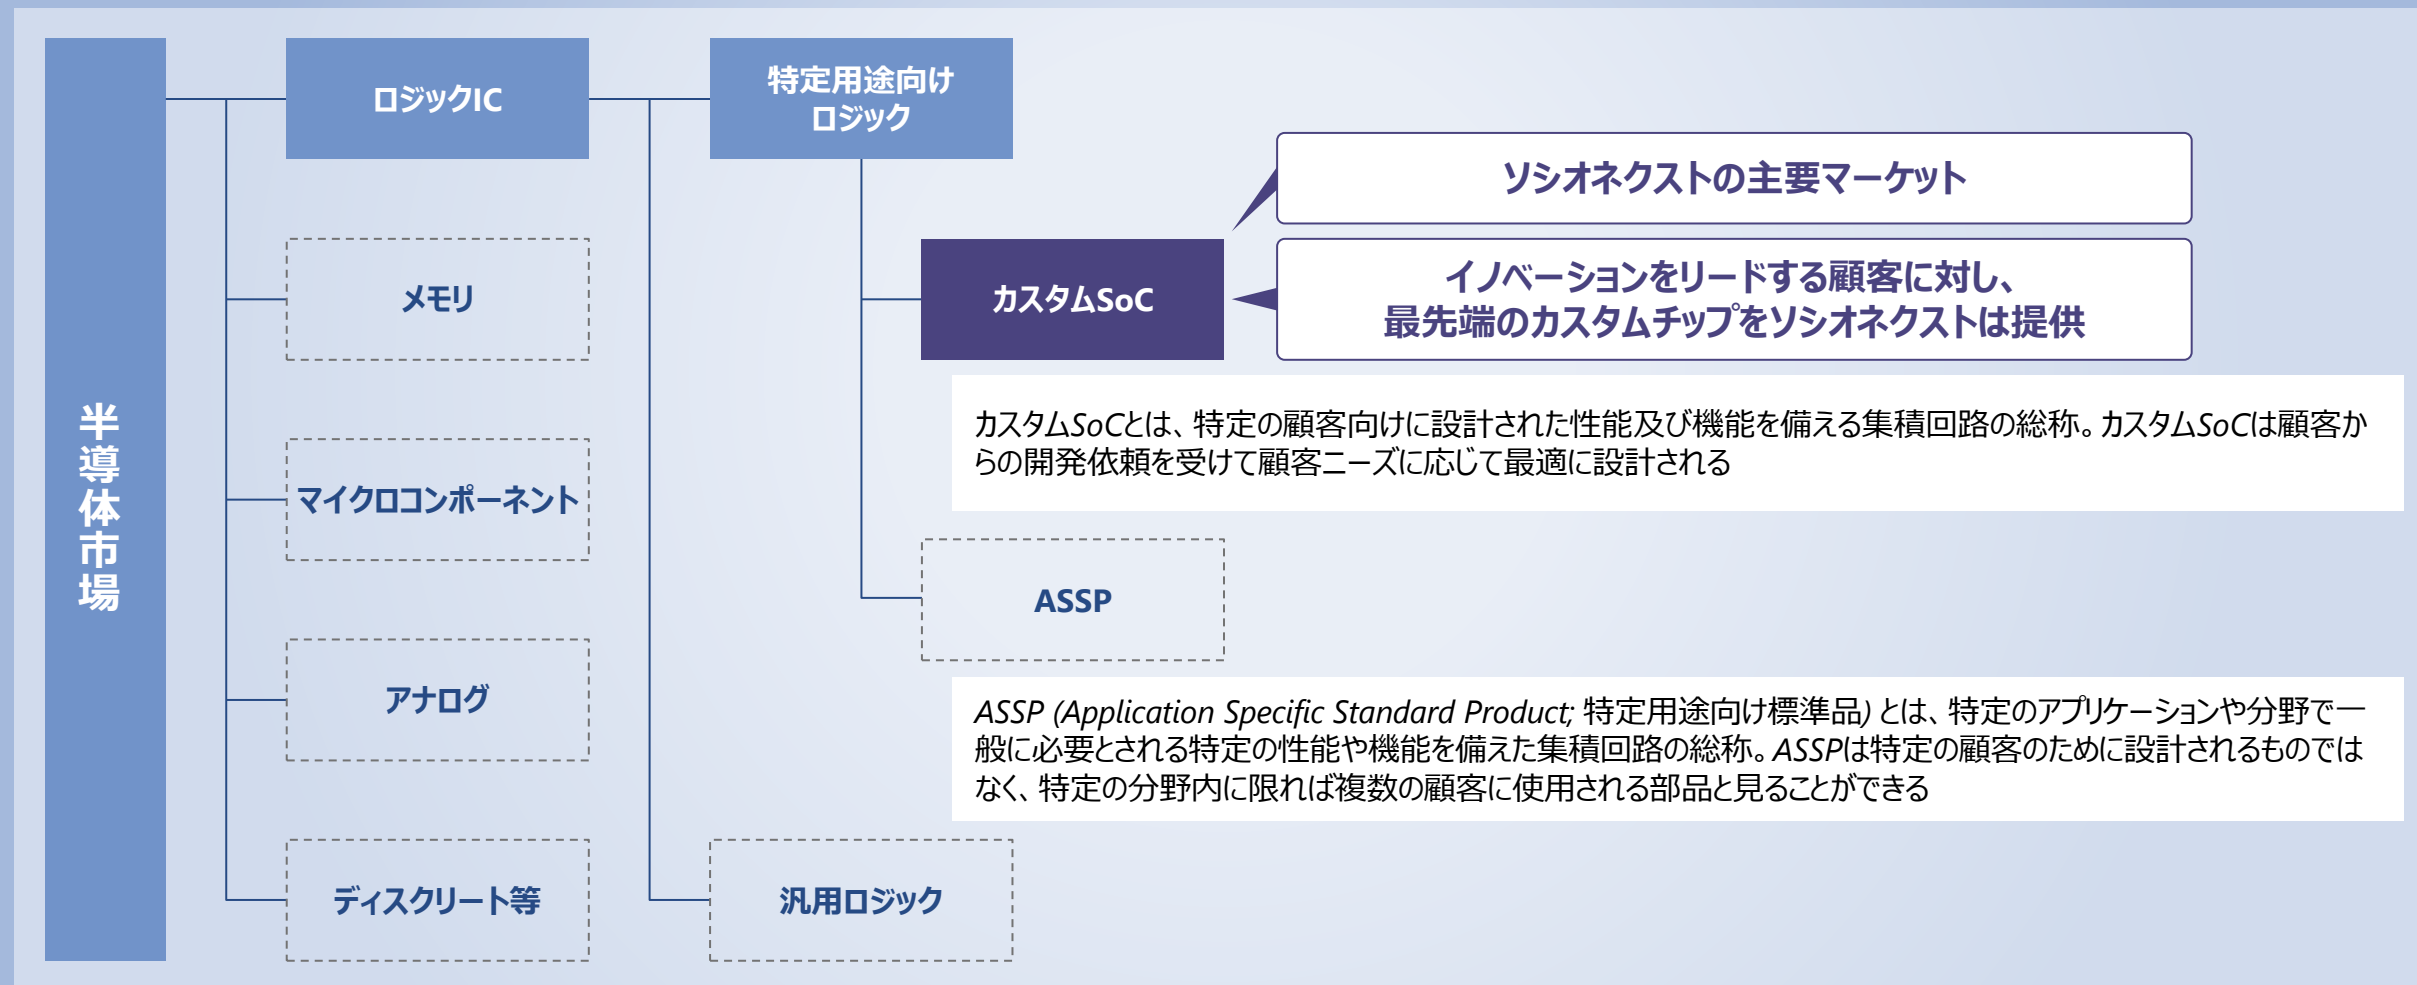 半導体市場
ロジックIC
メモリ
マイクロコンポーネント
アナログ
ディスクリート等
特定用途向け
ロジック
汎用ロジック
カスタムSoC
ソシオネクストの主要マーケット
イノベーションをリードする顧客に対し、
最先端のカスタムチップをソシオネクストは提供
カスタムSoCとは、特定の顧客向けに設計された性能及び機能を備える集積回路の総称。カスタムSoCは顧客か
らの開発依頼を受けて顧客ニーズに応じて最適に設計される
ASSP
ASSP (Application Specific Standard Product; 特定用途向け標準品) とは、特定のアプリケーションや分野で一
般に必要とされる特定の性能や機能を備えた集積回路の総称。ASSPは特定の顧客のために設計されるものでは
なく、特定の分野内に限れば複数の顧客に使用される部品と見ることができる